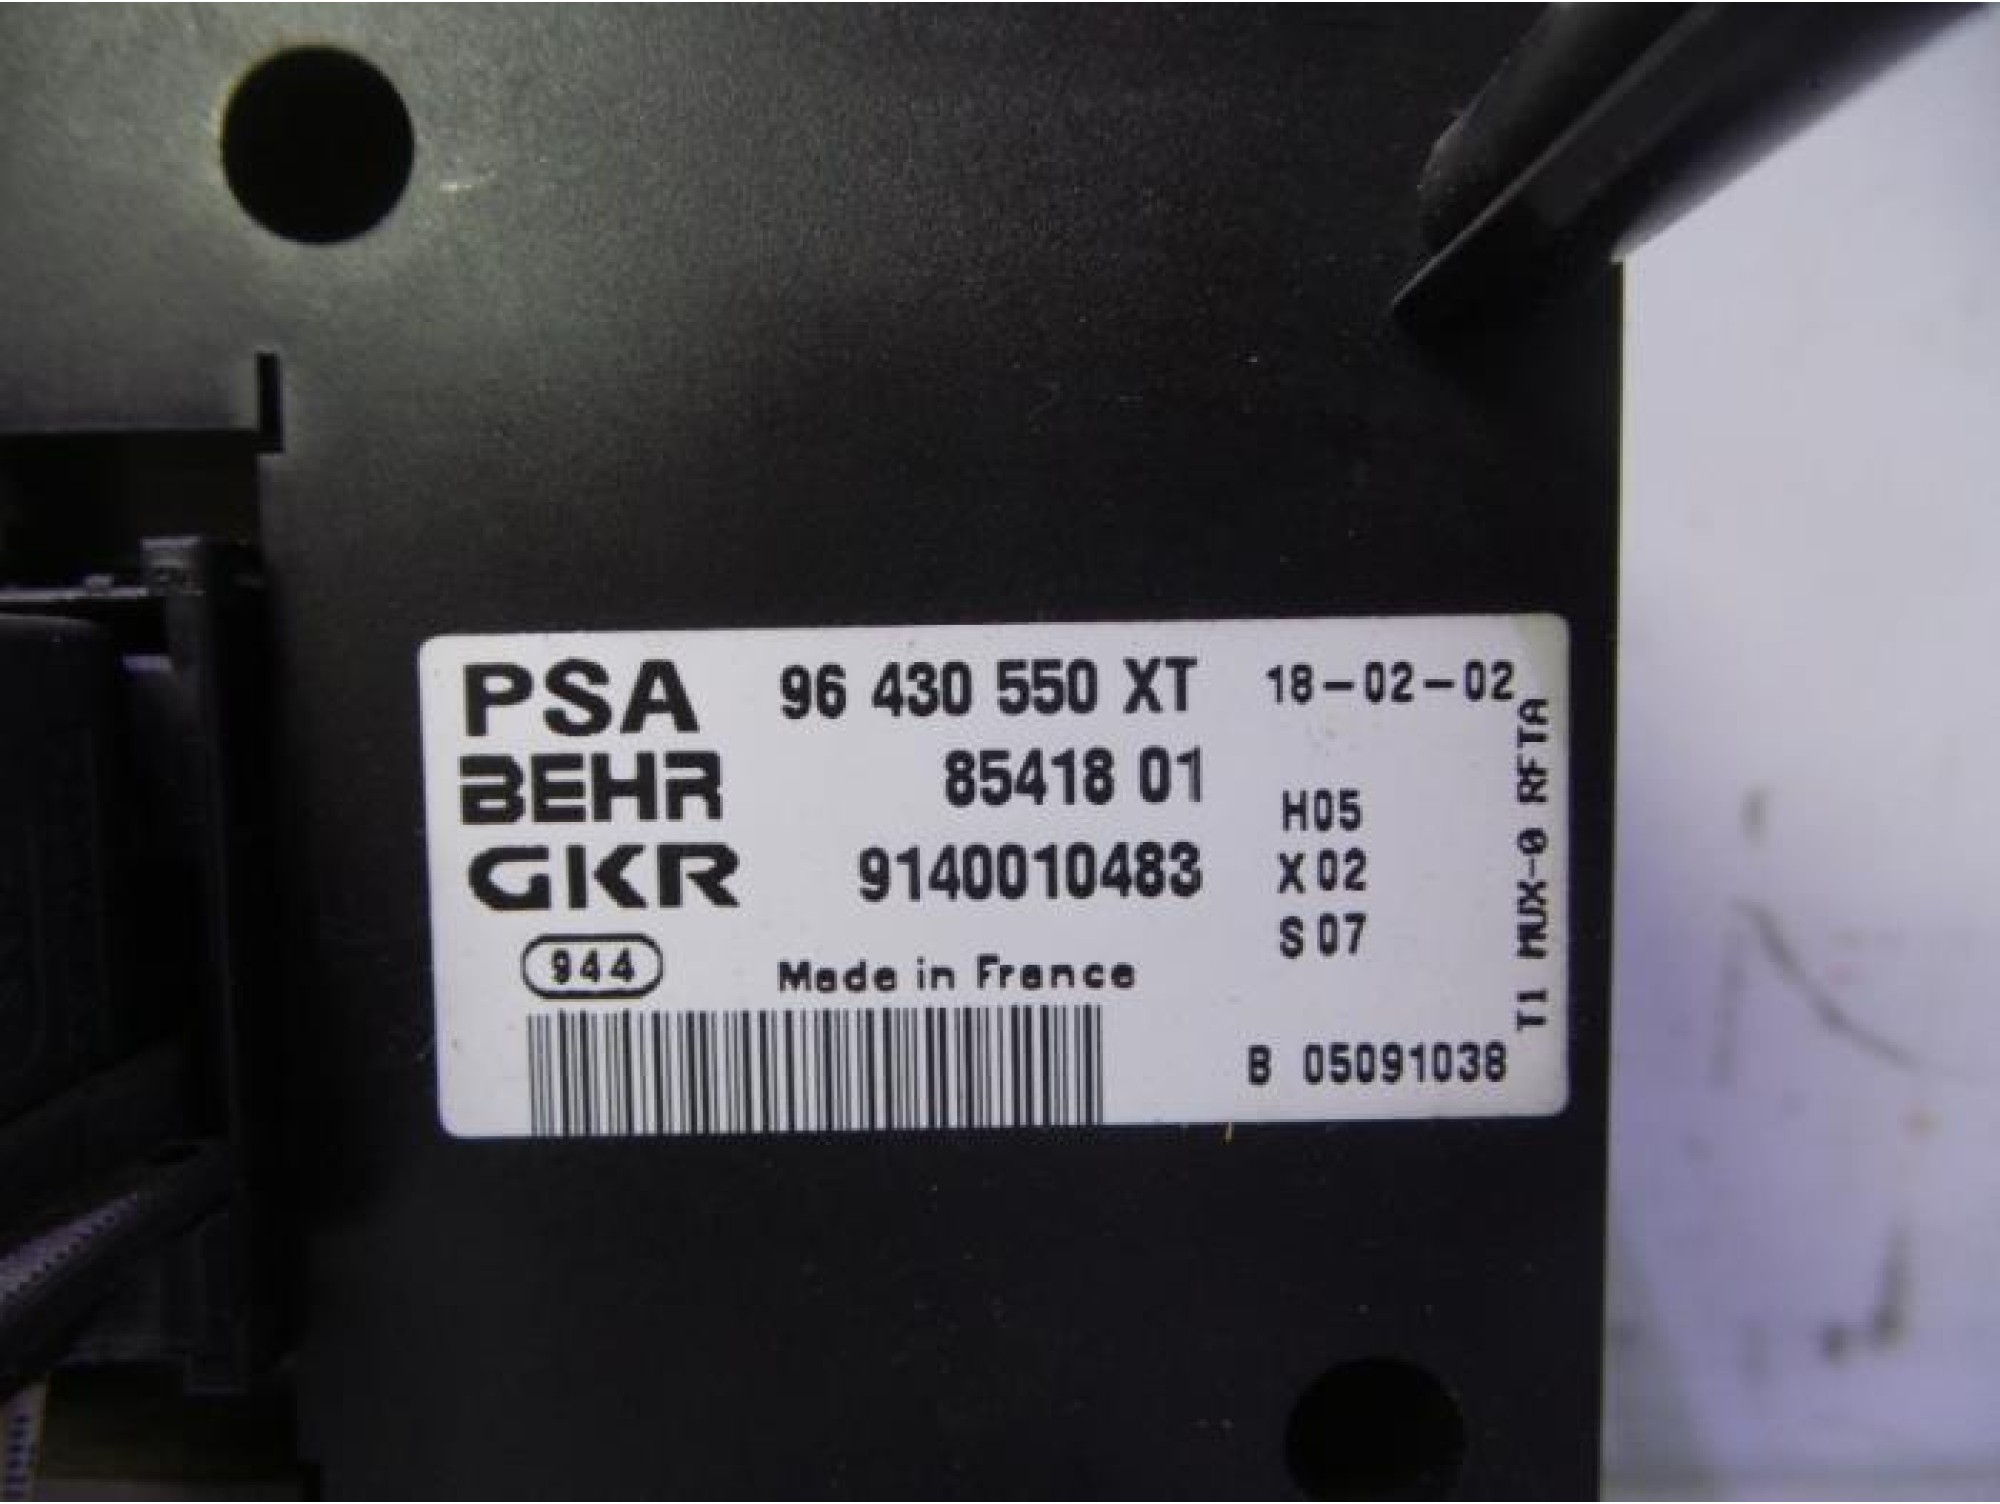 PSA 96 430 550 XT 18-02-02
BEHR 85418 01
H05
GKR 9140010483
X02
S07
944
Made in France
B 05091038
T1 MUX-0 RFTA